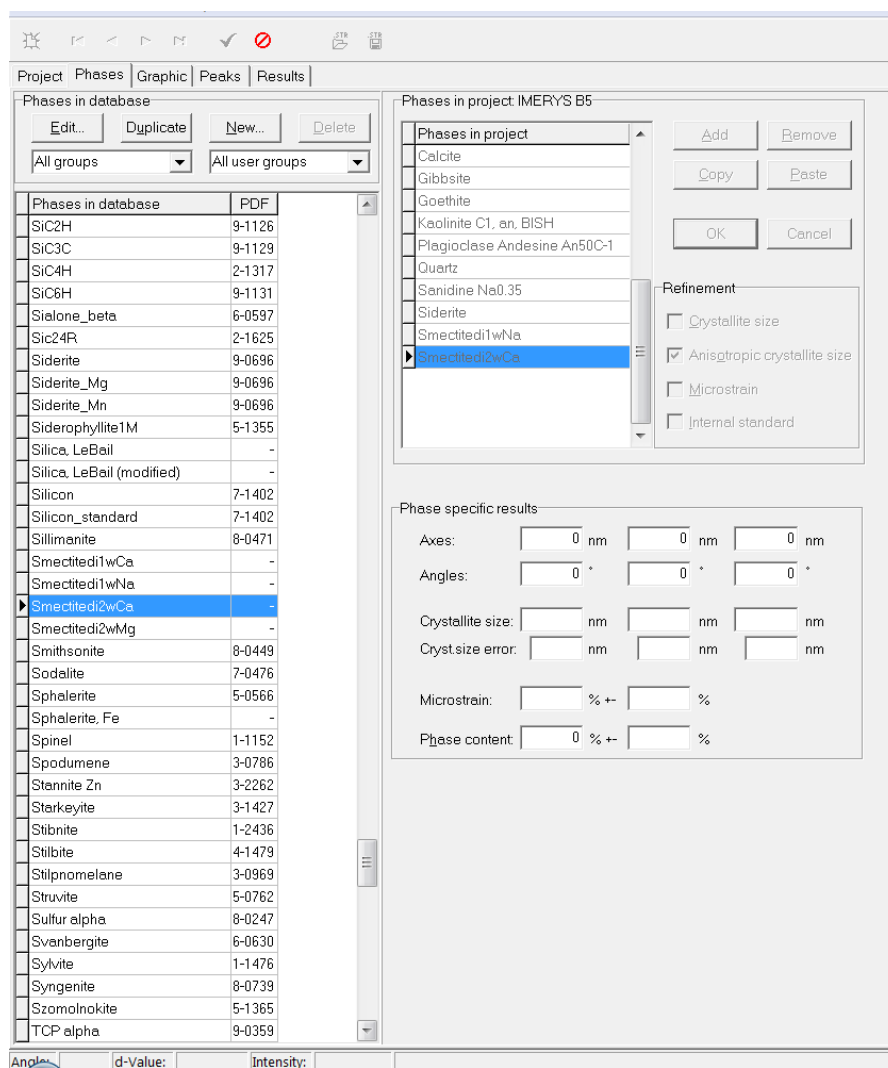 STR STR
Project Phases Graphic Peaks Results
Phases in database
Edit... Duplicate New... Delete
All groups All user groups
Phases in database PDF
SiC2H 9-1126
SiC3C 9-1129
SiC4H 2-1317
SiC6H 9-1131
Sialone_beta 6-0597
Sic24R 2-1625
Siderite 9-0696
Siderite_Mg 9-0696
Siderite_Mn 9-0696
Siderophyllite1M 5-1355
Silica, LeBail -
Silica, LeBail (modified) -
Silicon 7-1402
Silicon_standard 7-1402
Sillimanite 8-0471
Smectitedi1wCa -
Smectitedi1wNa -
Smectitedi2wCa -
Smectitedi2wMg -
Smithsonite 8-0449
Sodalite 7-0476
Sphalerite 5-0566
Sphalerite, Fe -
Spinel 1-1152
Spodumene 3-0786
Stannite Zn 3-2262
Starkeyite 3-1427
Stibnite 1-2436
Stilbite 4-1479
Stilpnomelane 3-0969
Struvite 5-0762
Sulfur alpha 8-0247
Svanbergite 6-0630
Sylvite 1-1476
Syngenite 8-0739
Szomolnokite 5-1365
TCP alpha 9-0359
Phases in project: IMERYS B5
Phases in project
Calcite
Gibbsite
Goethite
Kaolinite C1, an, BISH
Plagioclase Andesine An50C-1
Quartz
Sanidine Na0.35
Siderite
Smectitedi1wNa
Smectitedi2wCa
Add Remove
Copy Paste
OK Cancel
Refinement
Crystallite size
Anisotropic crystallite size
Microstrain
Internal standard
Phase specific results
Axes: 0 nm 0 nm 0 nm
Angles: 0 ° 0 ° 0 °
Crystallite size: nm nm nm
Cryst.size error: nm nm nm
Microstrain: % +- %
Phase content: 0 % +- %
Angle: d-Value: Intensity: